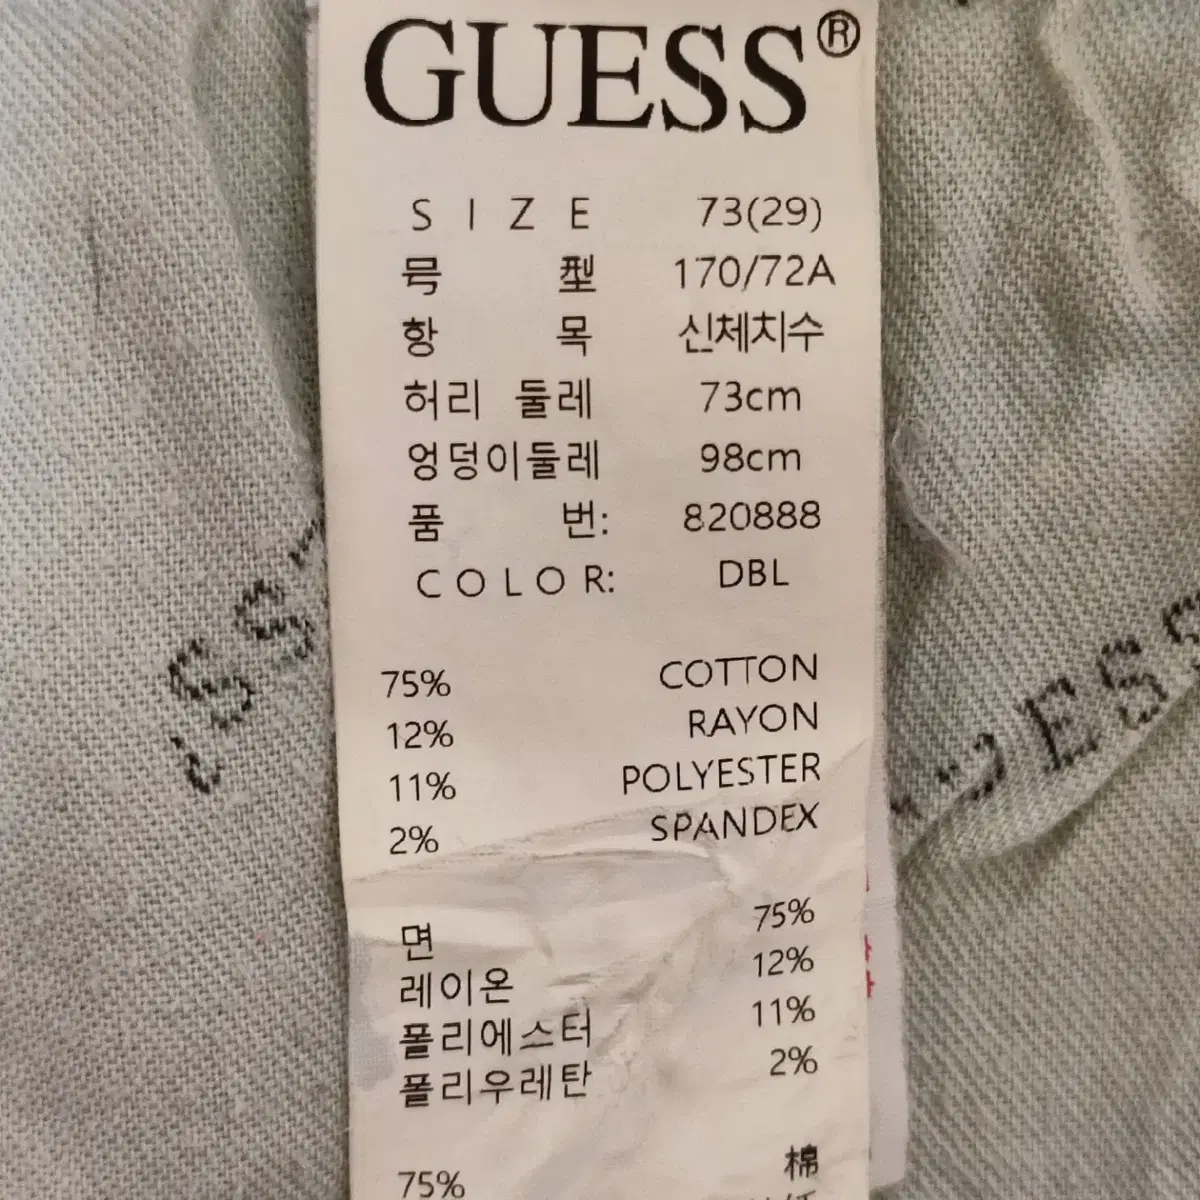 GUESS®
SIZE 73(29)
号型 170/72A
항목 신체치수
허리 둘레 73cm
엉덩이둘레 98cm
품번: 820888
COLOR: DBL
75% COTTON
12% RAYON
11% POLYESTER
2% SPANDEX
면 75%
레이온 12%
폴리에스터 11%
폴리우레탄 2%
75% 棉